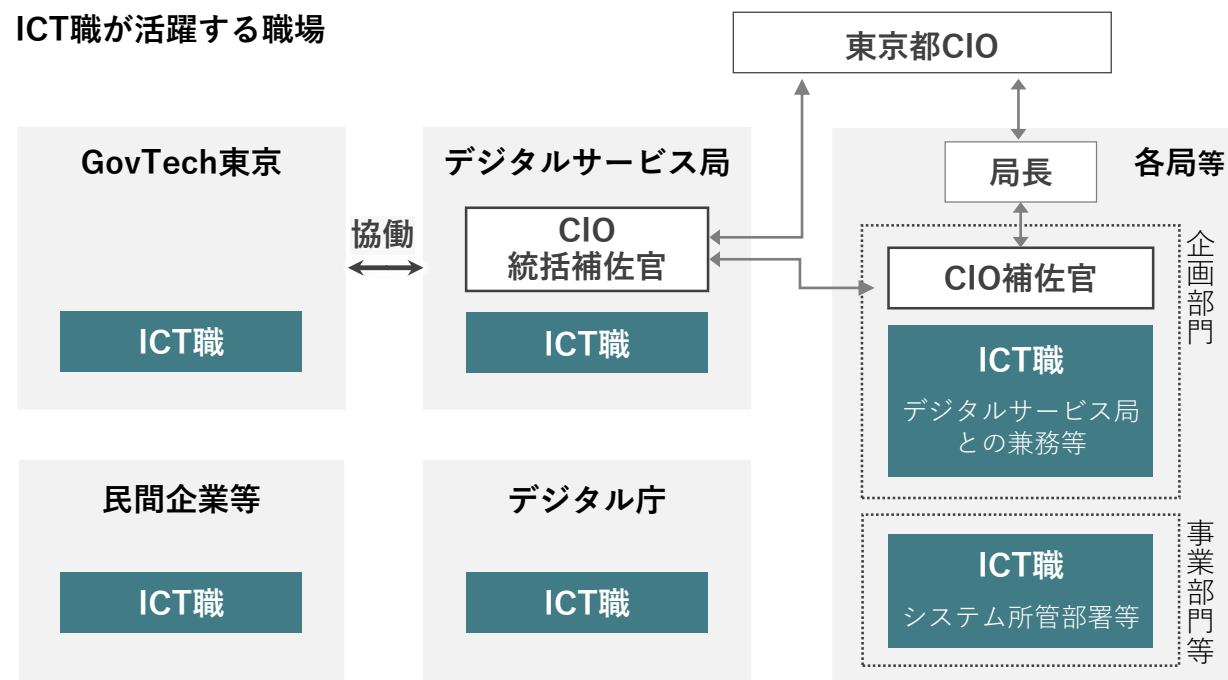 ICT職が活躍する職場
東京都CIO
GovTech東京
ICT職
協働
デジタルサービス局
CIO
統括補佐官
ICT職
各局等
局長
企画部門
CIO補佐官
ICT職
デジタルサービス局
との兼務等
事業部門等
ICT職
システム所管部署等
民間企業等
ICT職
デジタル庁
ICT職